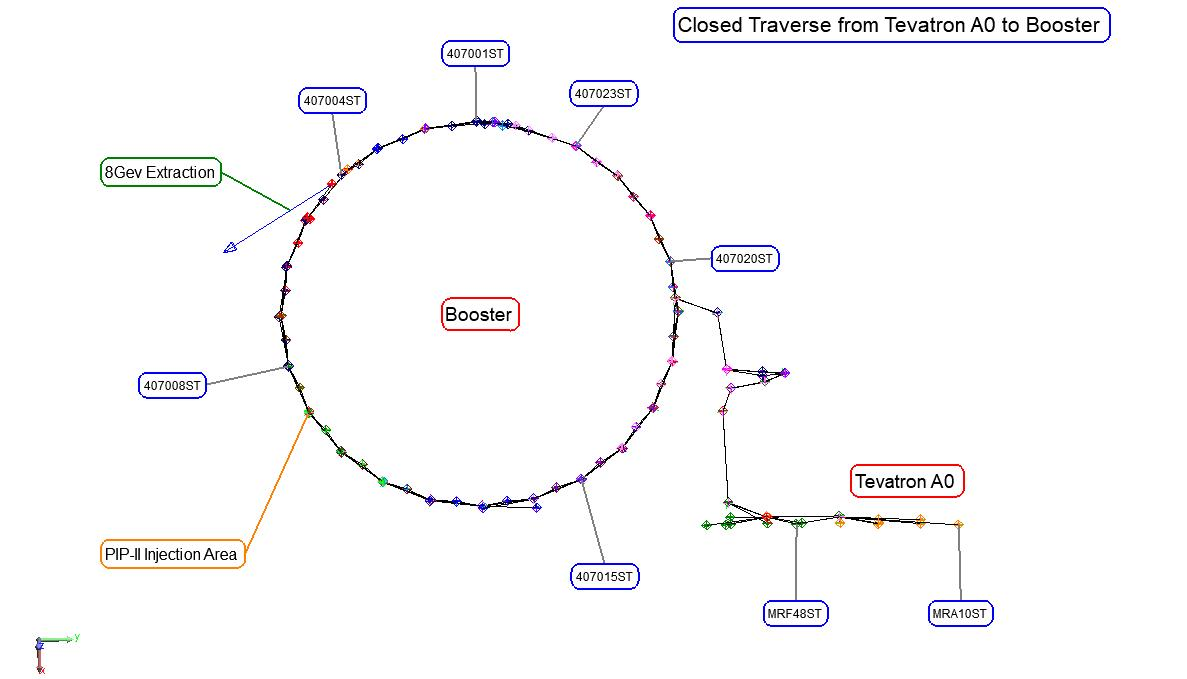 Closed Traverse from Tevatron A0 to Booster
407001ST
407023ST
407004ST
8Gev Extraction
407020ST
Booster
407008ST
Tevatron A0
PIP-II Injection Area
407015ST
MRF48ST
MRA10ST
y
z
x